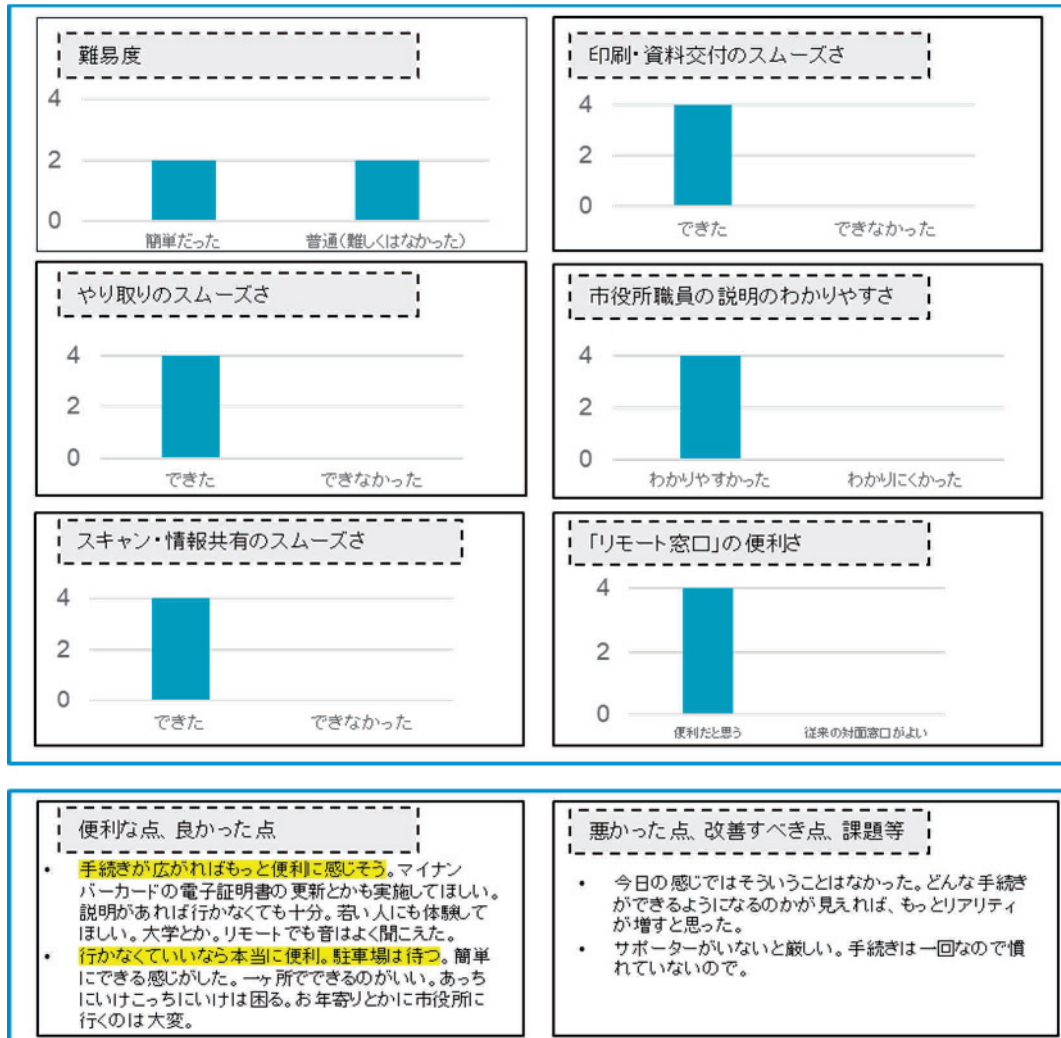 難易度
4
2
0
簡単だった
普通(難しくはなかった)
印刷・資料交付のスムーズさ
4
2
0
できた
できなかった
やり取りのスムーズさ
4
2
0
できた
できなかった
市役所職員の説明のわかりやすさ
4
2
0
わかりやすかった
わかりにくかった
スキャン・情報共有のスムーズさ
4
2
0
できた
できなかった
「リモート窓口」の便利さ
4
2
0
便利だと思う
従来の対面窓口がよい
便利な点、良かった点
• 手続きが広がればもっと便利に感じそう。マイナン
バーカードの電子証明書の更新とかも実施してほしい。
説明があれば行かなくても十分。若い人にも体験して
ほしい。大学とか。リモートでも音はよく聞こえた。
• 行かなくていいなら本当に便利。駐車場は待つ。簡単
にできる感じがした。一ヶ所でできるのがいい。あっち
にいけこっちにいけは困る。お年寄りとかに市役所に
行くのは大変。
悪かった点、改善すべき点、課題等
• 今日の感じではそういうことはなかった。どんな手続き
ができるようになるのかが見えれば、もっとリアリティ
が増すと思った。
• サポーターがいないと厳しい。手続きは一回なので慣
れていないので。